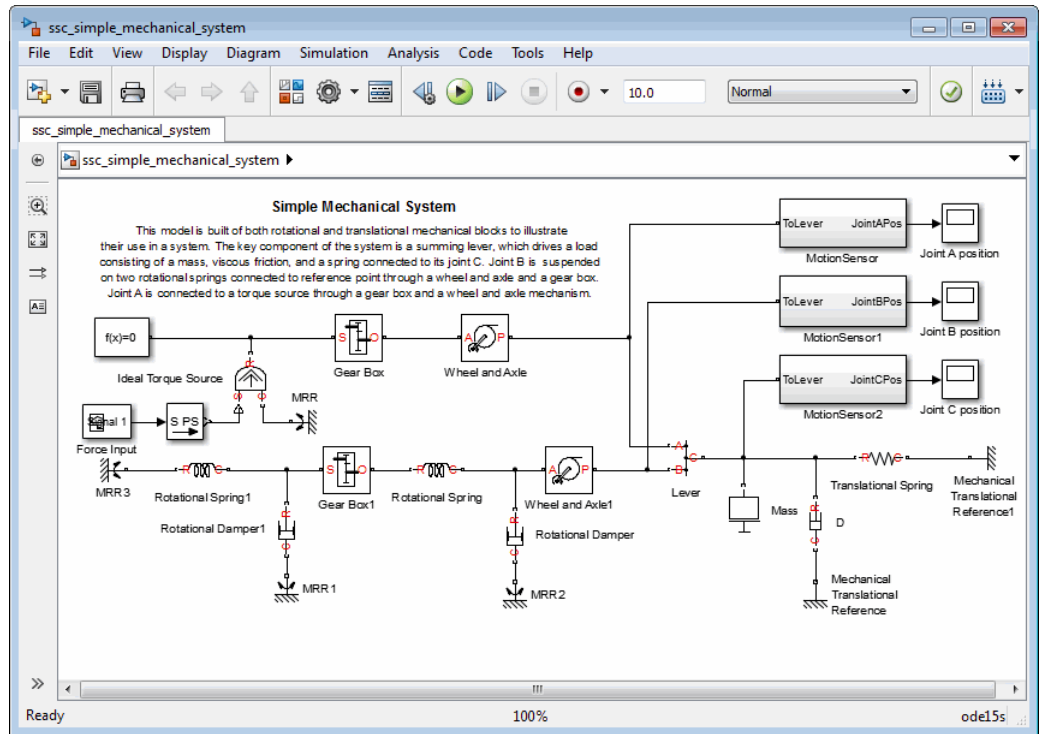 ssc_simple_mechanical_system
File Edit View Display Diagram Simulation Analysis Code Tools Help
10.0 Normal
ssc_simple_mechanical_system
ssc_simple_mechanical_system
Simple Mechanical System
This model is built of both rotational and translational mechanical blocks to illustrate
their use in a system. The key component of the system is a summing lever, which drives a load
consisting of a mass, viscous friction, and a spring connected to its joint C. Joint B is suspended
on two rotational springs connected to reference point through a wheel and axle and a gear box.
Joint A is connected to a torque source through a gear box and a wheel and axle mechanism.
ToLever JointAPos
MotionSensor
Joint A position
ToLever JointBPos
MotionSensor1
Joint B position
ToLever JointCPos
MotionSensor2
Joint C position
f(x)=0
S O
Gear Box
A P
Wheel and Axle
Ideal Torque Source
R
S C
MRR
Signal 1
Force Input
S PS
MRR3
R C
Rotational Spring1
S O
Gear Box1
R C
Rotational Spring
A P
Wheel and Axle1
A
B
C
Lever
R C
Translational Spring
Mechanical
Translational
Reference1
Rotational Damper1
R
C
MRR1
Rotational Damper
R
C
MRR2
Mass
R
C
D
Mechanical
Translational
Reference
Ready 100% ode15s